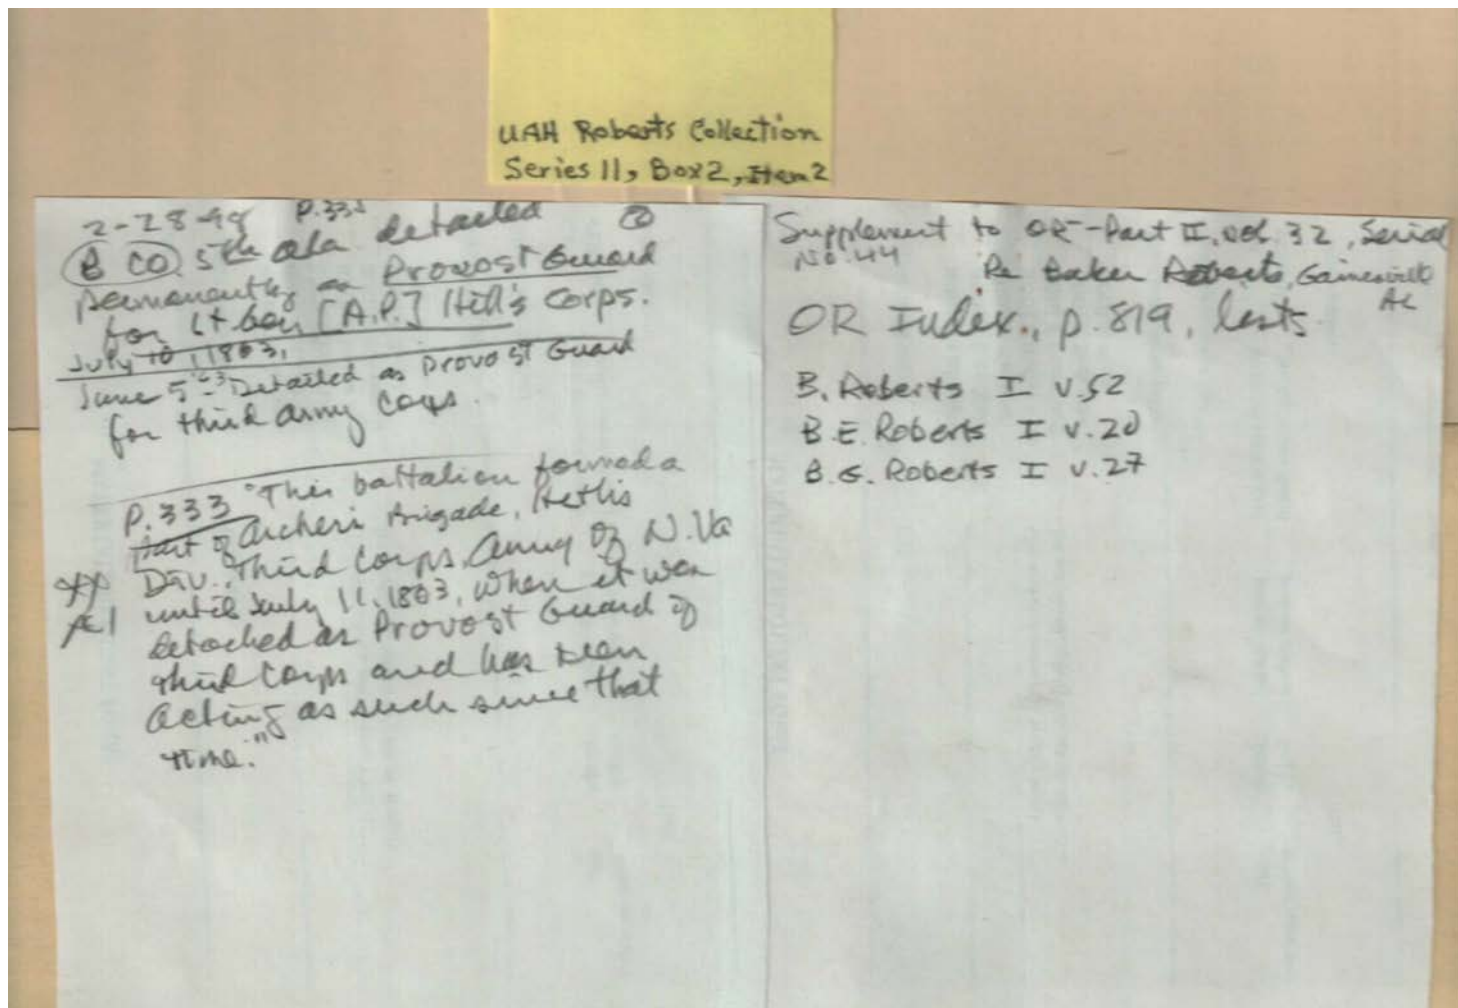 UAH Roberts Collection
Series 11, Box 2, Item 2
2-28-98 P.33
B CO 5th ala detailed
permanently as Provost Guard
for Lt Gen [A.P.] Hill's Corps.
July 10, 1863,
June 5 - 63 Detailed as Provost Guard
for third army Corps.
P.333 "This battalion formed a
part of Archers Brigade, Heth's
Div., Third Corps, Army of N. Va
until July 11, 1863, when it was
detached as Provost Guard of
third Corps and has been
acting as such since that
time."
Supplement to OR - Part II, vol. 32, Serial
No. 44
Re Baker Roberts, Gainesville
AL
OR Index., p. 819, lists
B. Roberts I v.52
B.E. Roberts I v.20
B.G. Roberts I v.27